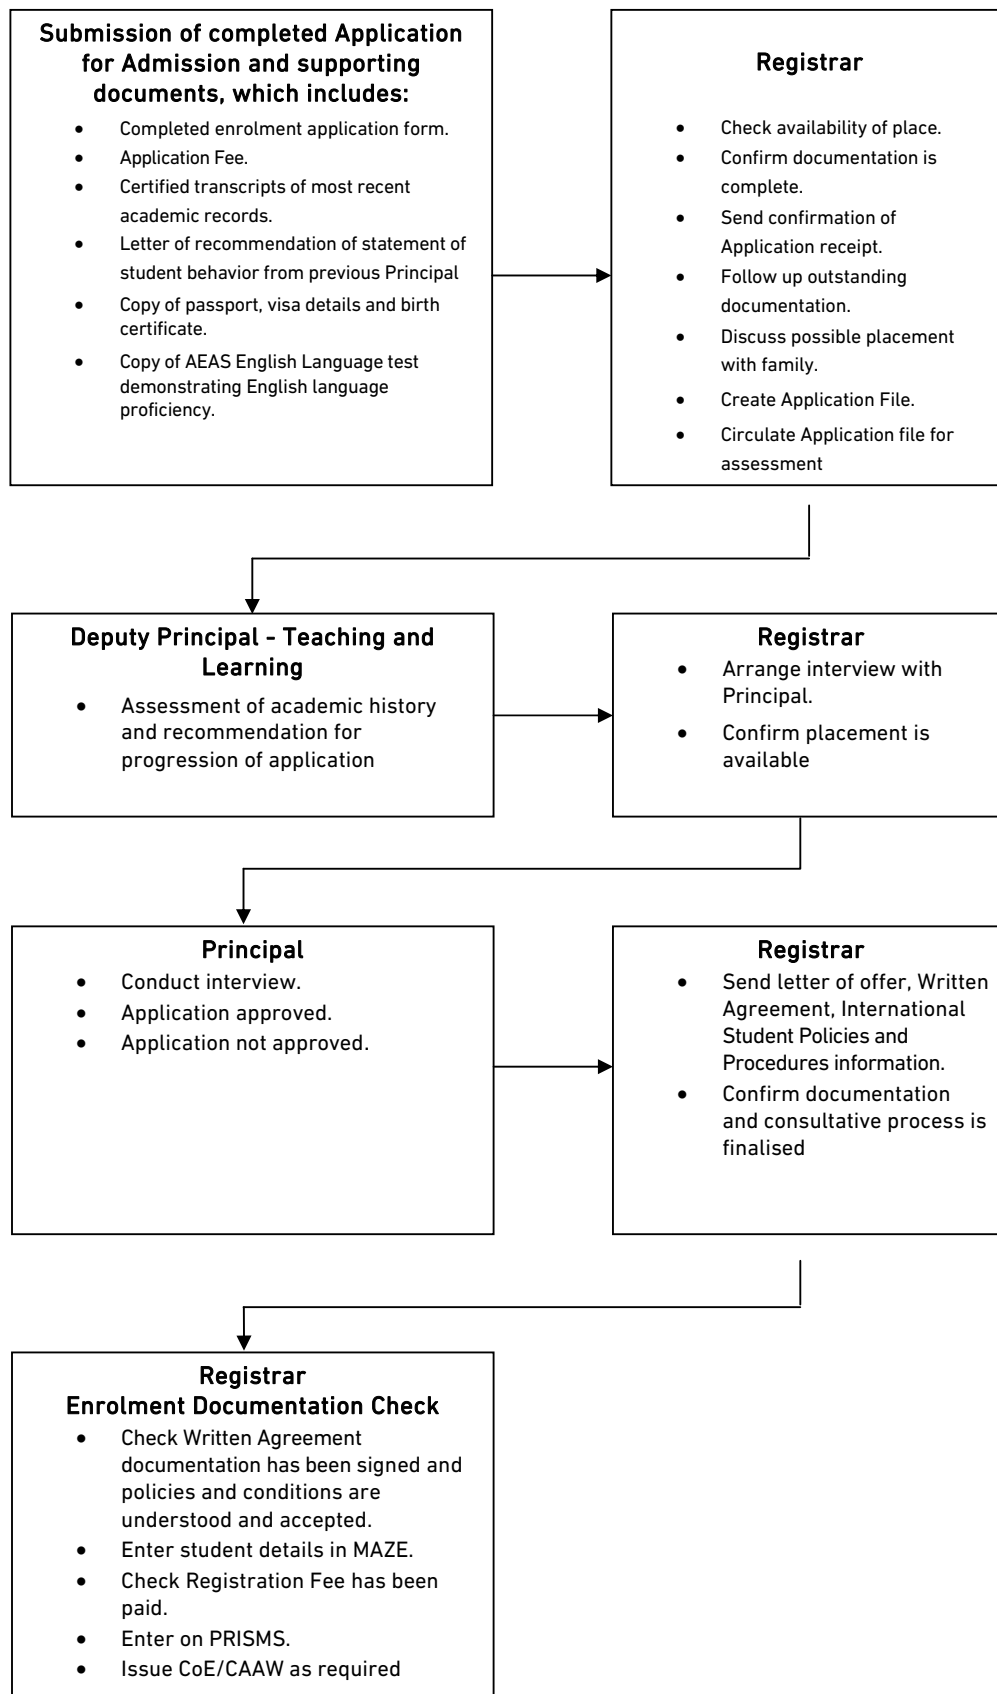 Submission of completed Application
for Admission and supporting
documents, which includes:
• Completed enrolment application form.
• Application Fee.
• Certified transcripts of most recent
academic records.
• Letter of recommendation of statement of
student behavior from previous Principal
• Copy of passport, visa details and birth
certificate.
• Copy of AEAS English Language test
demonstrating English language
proficiency.
Registrar
• Check availability of place.
• Confirm documentation is
complete.
• Send confirmation of
Application receipt.
• Follow up outstanding
documentation.
• Discuss possible placement
with family.
• Create Application File.
• Circulate Application file for
assessment
Deputy Principal - Teaching and
Learning
• Assessment of academic history
and recommendation for
progression of application
Registrar
• Arrange interview with
Principal.
• Confirm placement is
available
Principal
• Conduct interview.
• Application approved.
• Application not approved.
Registrar
• Send letter of offer, Written
Agreement, International
Student Policies and
Procedures information.
• Confirm documentation
and consultative process is
finalised
Registrar
Enrolment Documentation Check
• Check Written Agreement
documentation has been signed and
policies and conditions are
understood and accepted.
• Enter student details in MAZE.
• Check Registration Fee has been
paid.
• Enter on PRISMS.
• Issue CoE/CAAW as required